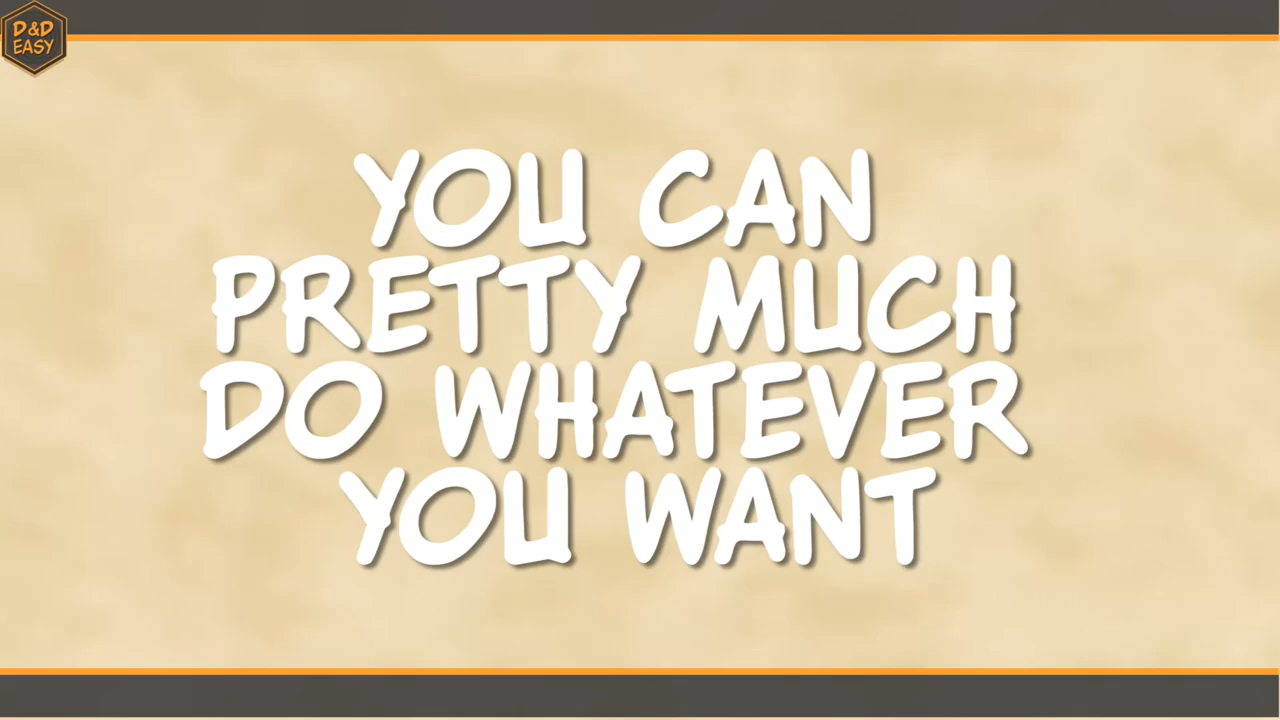 D&D
EASY
YOU CAN
PRETTY MUCH
DO WHATEVER
YOU WANT